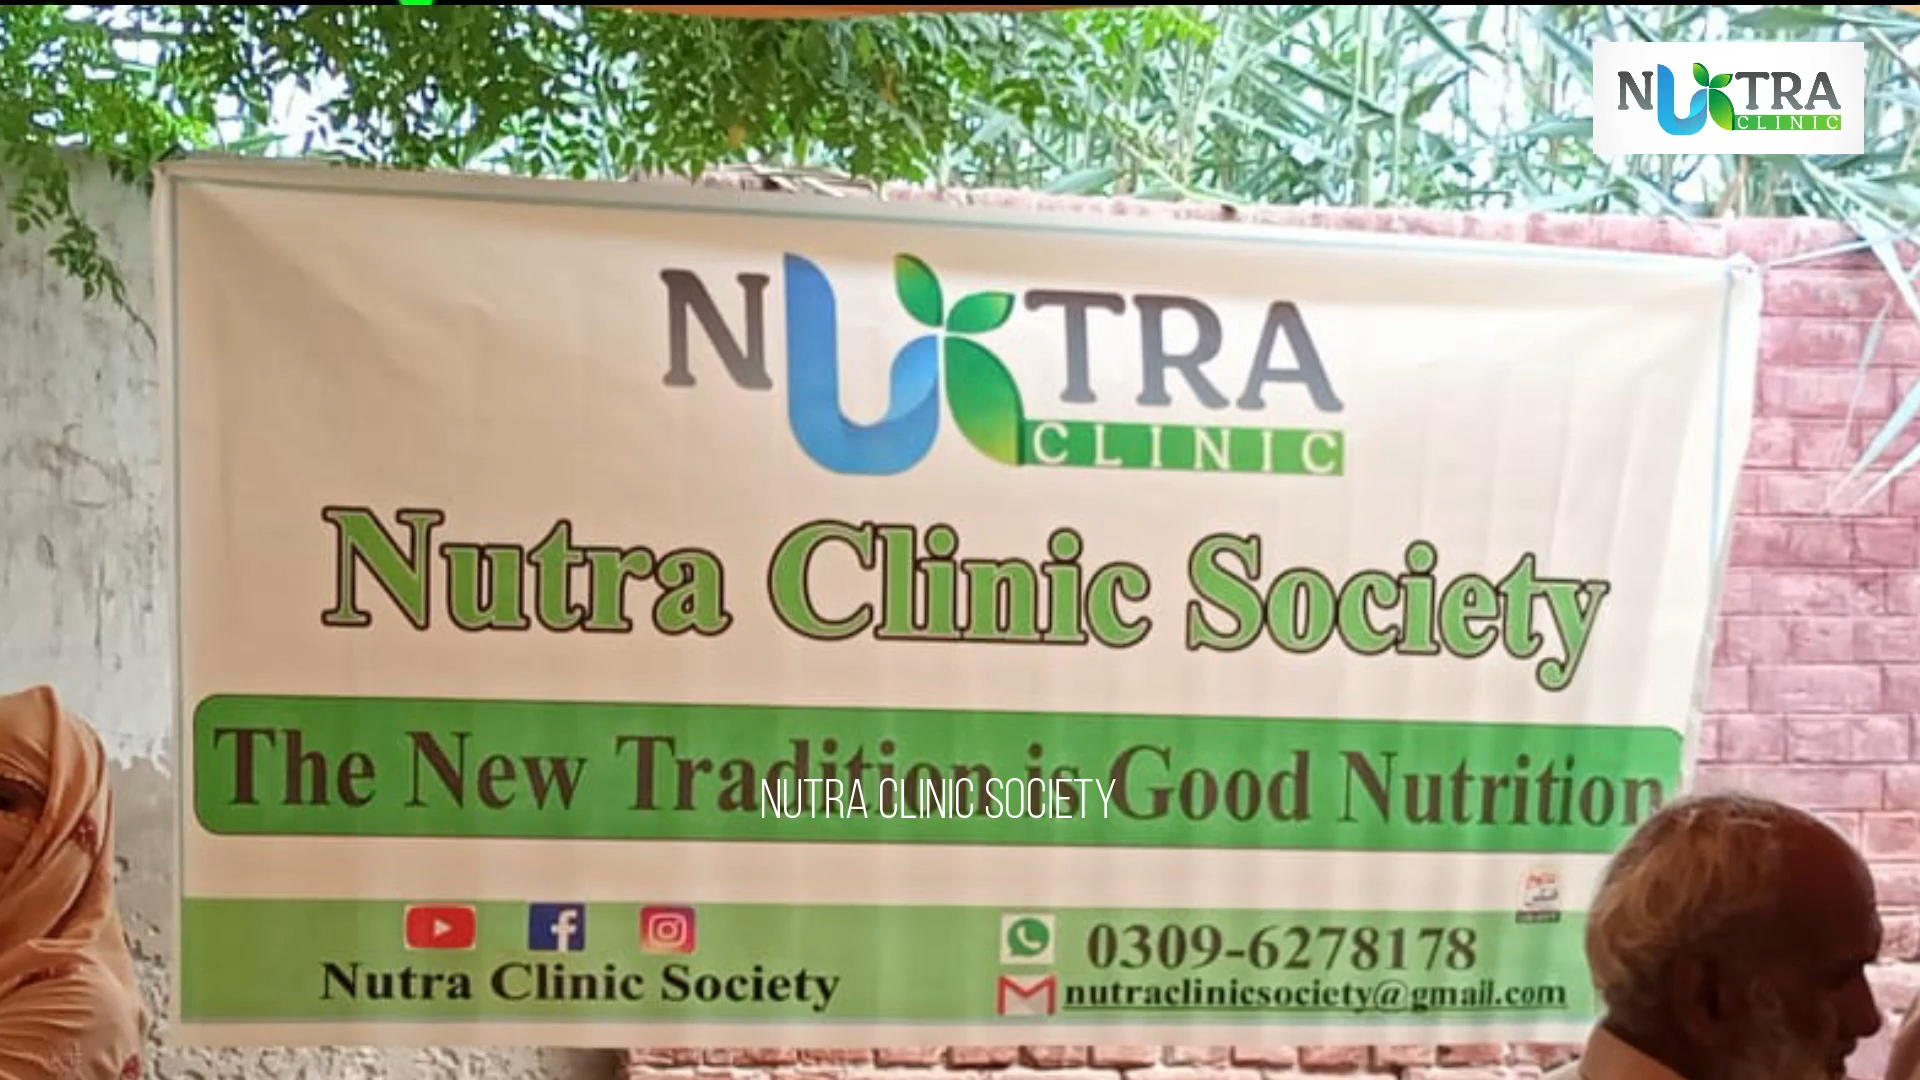 NUTRA
CLINIC
NUTRA
CLINIC
Nutra Clinic Society
The New Tradition is Good Nutrition
NUTRA CLINIC SOCIETY
Nutra Clinic Society
0309-6278178
nutraclinicsociety@gmail.com